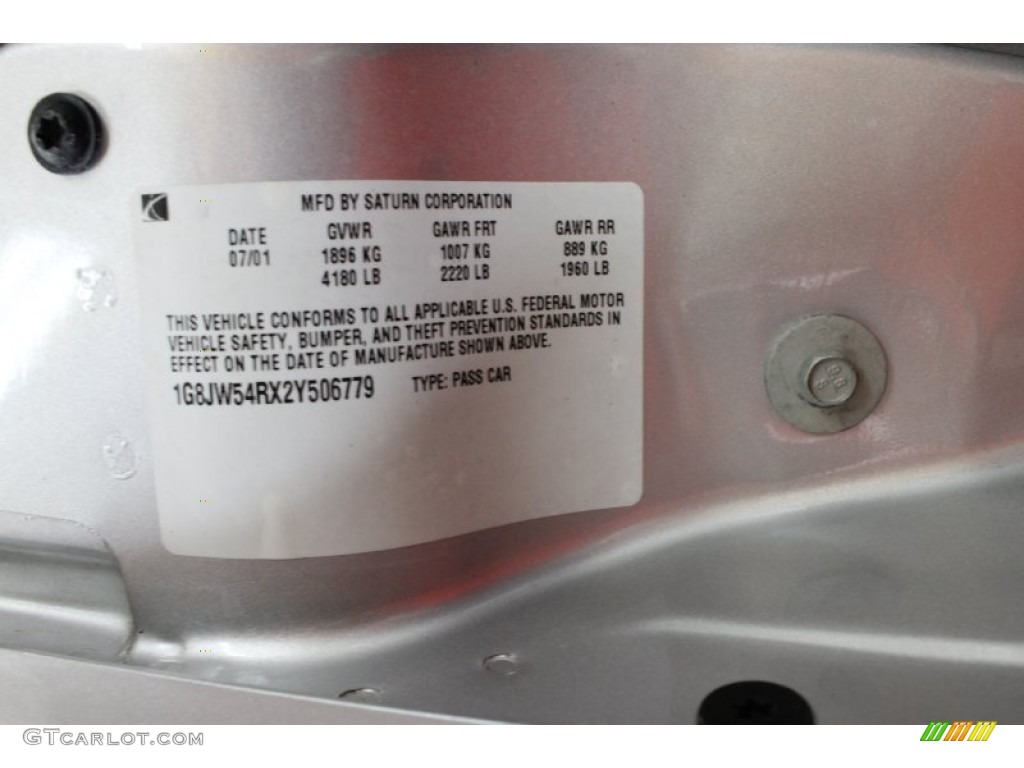 MFD BY SATURN CORPORATION
DATE GVWR GAWR FRT GAWR RR
07/01 1896 KG 1007 KG 889 KG
4180 LB 2220 LB 1960 LB
THIS VEHICLE CONFORMS TO ALL APPLICABLE U.S. FEDERAL MOTOR
VEHICLE SAFETY, BUMPER, AND THEFT PREVENTION STANDARDS IN
EFFECT ON THE DATE OF MANUFACTURE SHOWN ABOVE.
1G8JW54RX2Y506779 TYPE: PASS CAR
GTcarlot.com